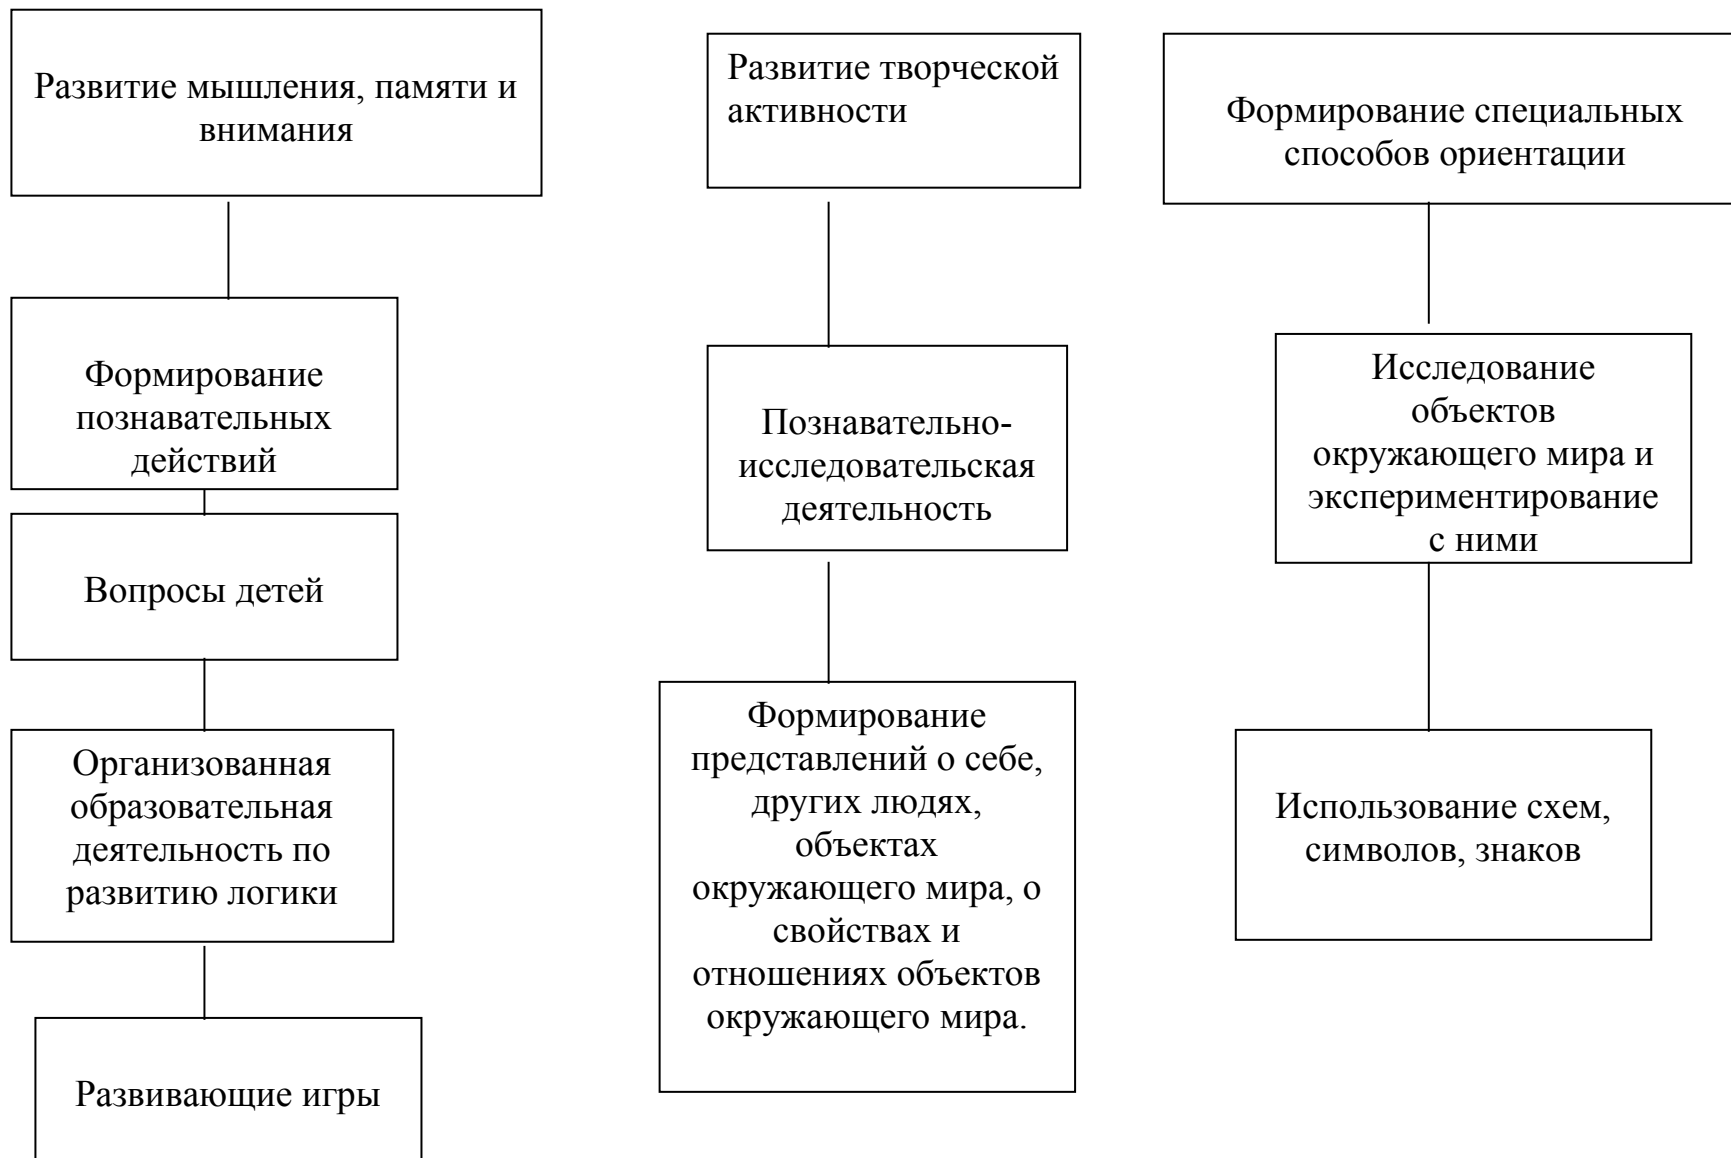 Развитие мышления, памяти и
внимания
Формирование
познавательных
действий
Вопросы детей
Организованная
образовательная
деятельность по
развитию логики
Развивающие игры
Развитие творческой
активности
Познавательно-
исследовательская
деятельность
Формирование
представлений о себе,
других людях,
объектах
окружающего мира, о
свойствах и
отношениях объектов
окружающего мира.
Формирование специальных
способов ориентации
Исследование
объектов
окружающего мира и
экспериментирование
с ними
Использование схем,
символов, знаков